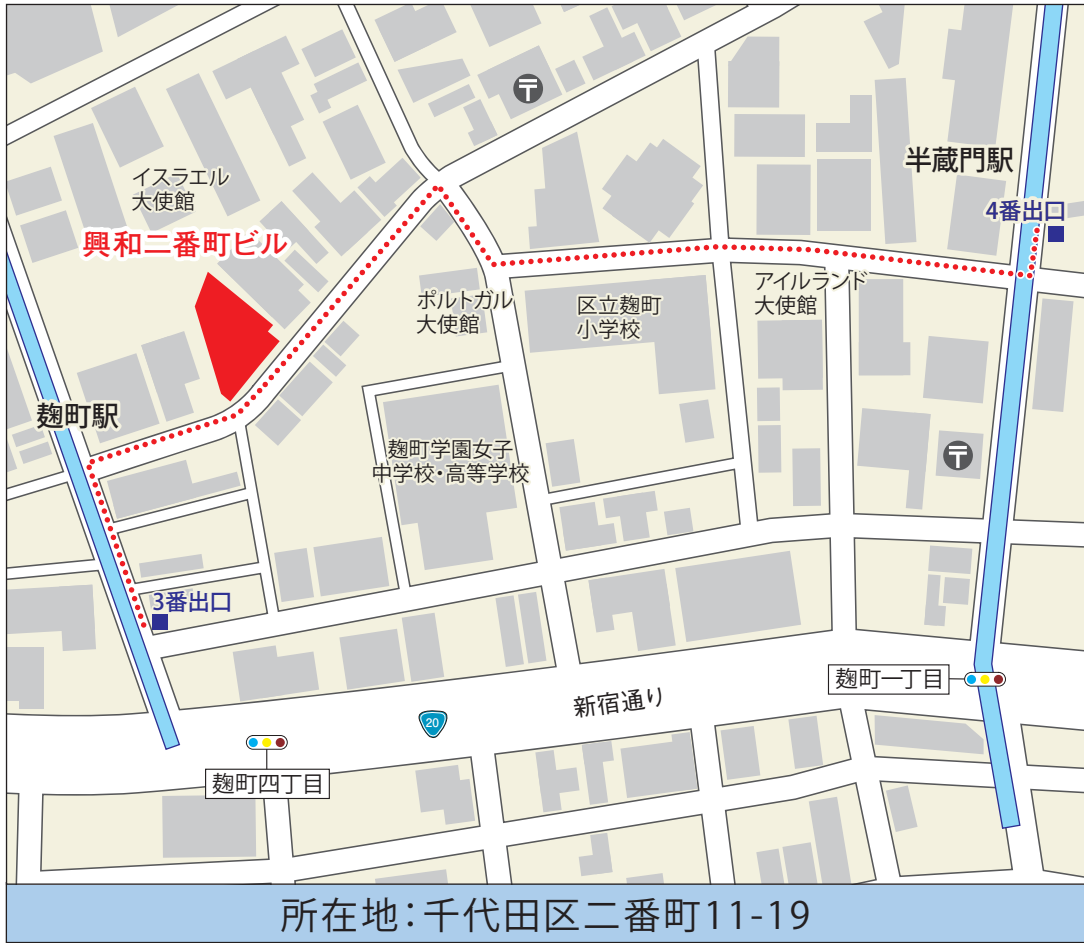 〒
半蔵門駅
イスラエル
大使館
4番出口
興和二番町ビル
アイルランド
大使館
ポルトガル
大使館
区立麹町
小学校
麹町駅
麹町学園女子
中学校・高等学校
〒
3番出口
麹町一丁目
新宿通り
20
麹町四丁目
所在地：千代田区二番町11-19